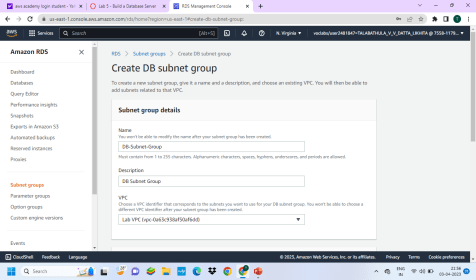 aws academy login student -
Lab 5 - Build a Database Server
RDS Management Console
us-east-1.console.aws.amazon.com/rds/home?region=us-east-1#create-db-subnet-group:
aws
Services
Search
[Alt+S]
N. Virginia
Amazon RDS
RDS > Subnet groups > Create DB subnet group
Create DB subnet group
To create a new subnet group, give it a name and a description, and choose an existing VPC. You will then be able to
add subnets related to that VPC.
Dashboard
Databases
Query Editor
Performance insights
Snapshots
Exports in Amazon S3
Automated backups
Reserved instances
Proxies
Subnet groups
Parameter groups
Option groups
Custom engine versions
Events
Subnet group details
Name
You won't be able to modify the name after your subnet group has been created.
DB-Subnet-Group
Must contain from 1 to 255 characters. Alphanumeric characters, spaces, hyphens, underscores, and periods are allowed.
Description
DB Subnet Group
VPC
Choose a VPC identifier that corresponds to the subnets you want to use for your DB subnet group. You won't be able to choose a
different VPC identifier after your subnet group has been created.
Lab VPC
CloudShell
Feedback
Language
© 2023, Amazon Web Services, Inc. or its affiliates.
Privacy
Terms
Cookie preferences
Search
ENG
IN
22:36
03-04-2023